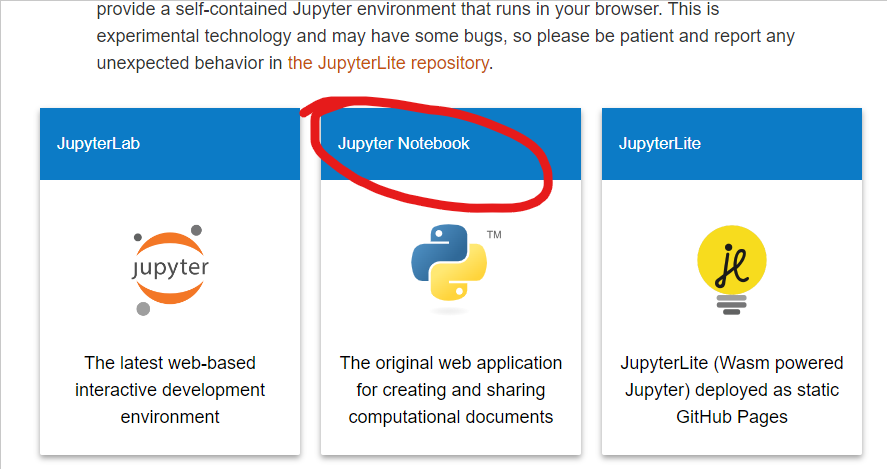 provide a self-contained Jupyter environment that runs in your browser. This is
experimental technology and may have some bugs, so please be patient and report any
unexpected behavior in the JupyterLite repository.
JupyterLab
Jupyter Notebook
JupyterLite
jupyter
TM
jl
The latest web-based
interactive development
environment
The original web application
for creating and sharing
computational documents
JupyterLite (Wasm powered
Jupyter) deployed as static
GitHub Pages